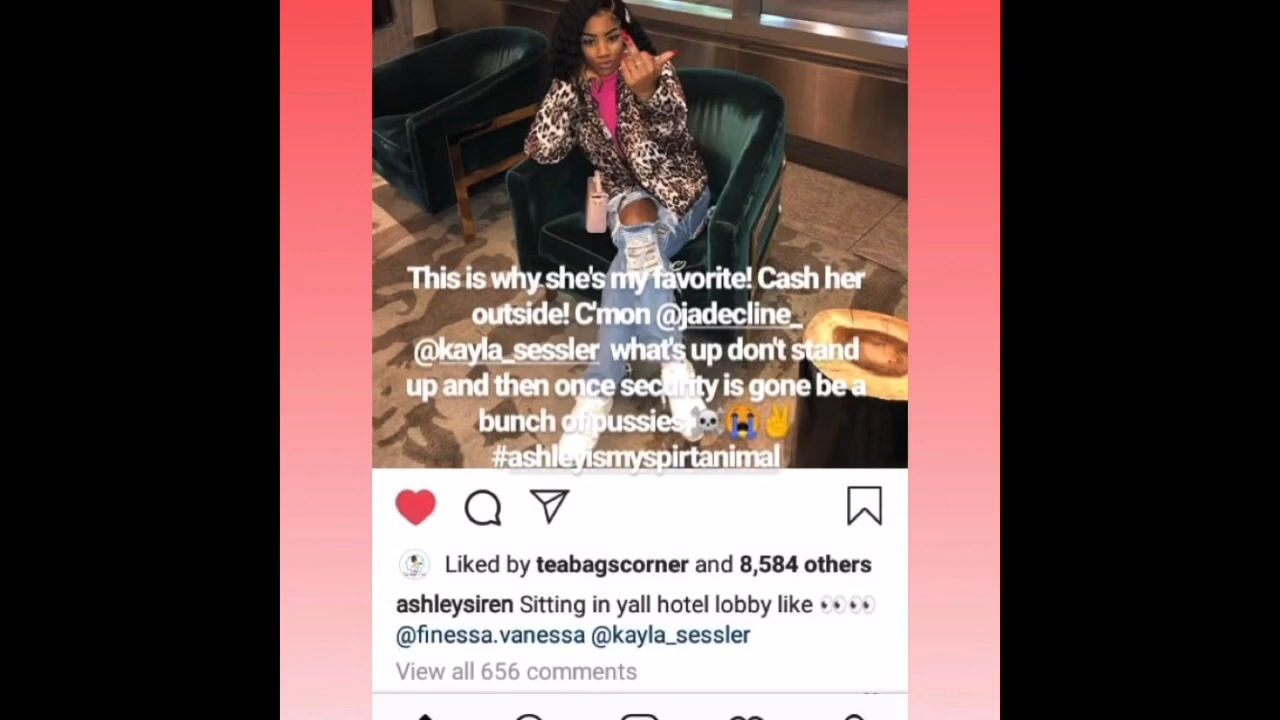 This is why she's my favorite! Cash her
outside! C'mon @jadecline_
@kayla_sessler what's up don't stand
up and then once security is gone be a
bunch of pussies ☠️😭✌️
#ashleyismyspirtanimal
Liked by teabagscorner and 8,584 others
ashleysiren Sitting in yall hotel lobby like 👀👀
@finessa.vanessa @kayla_sessler
View all 656 comments